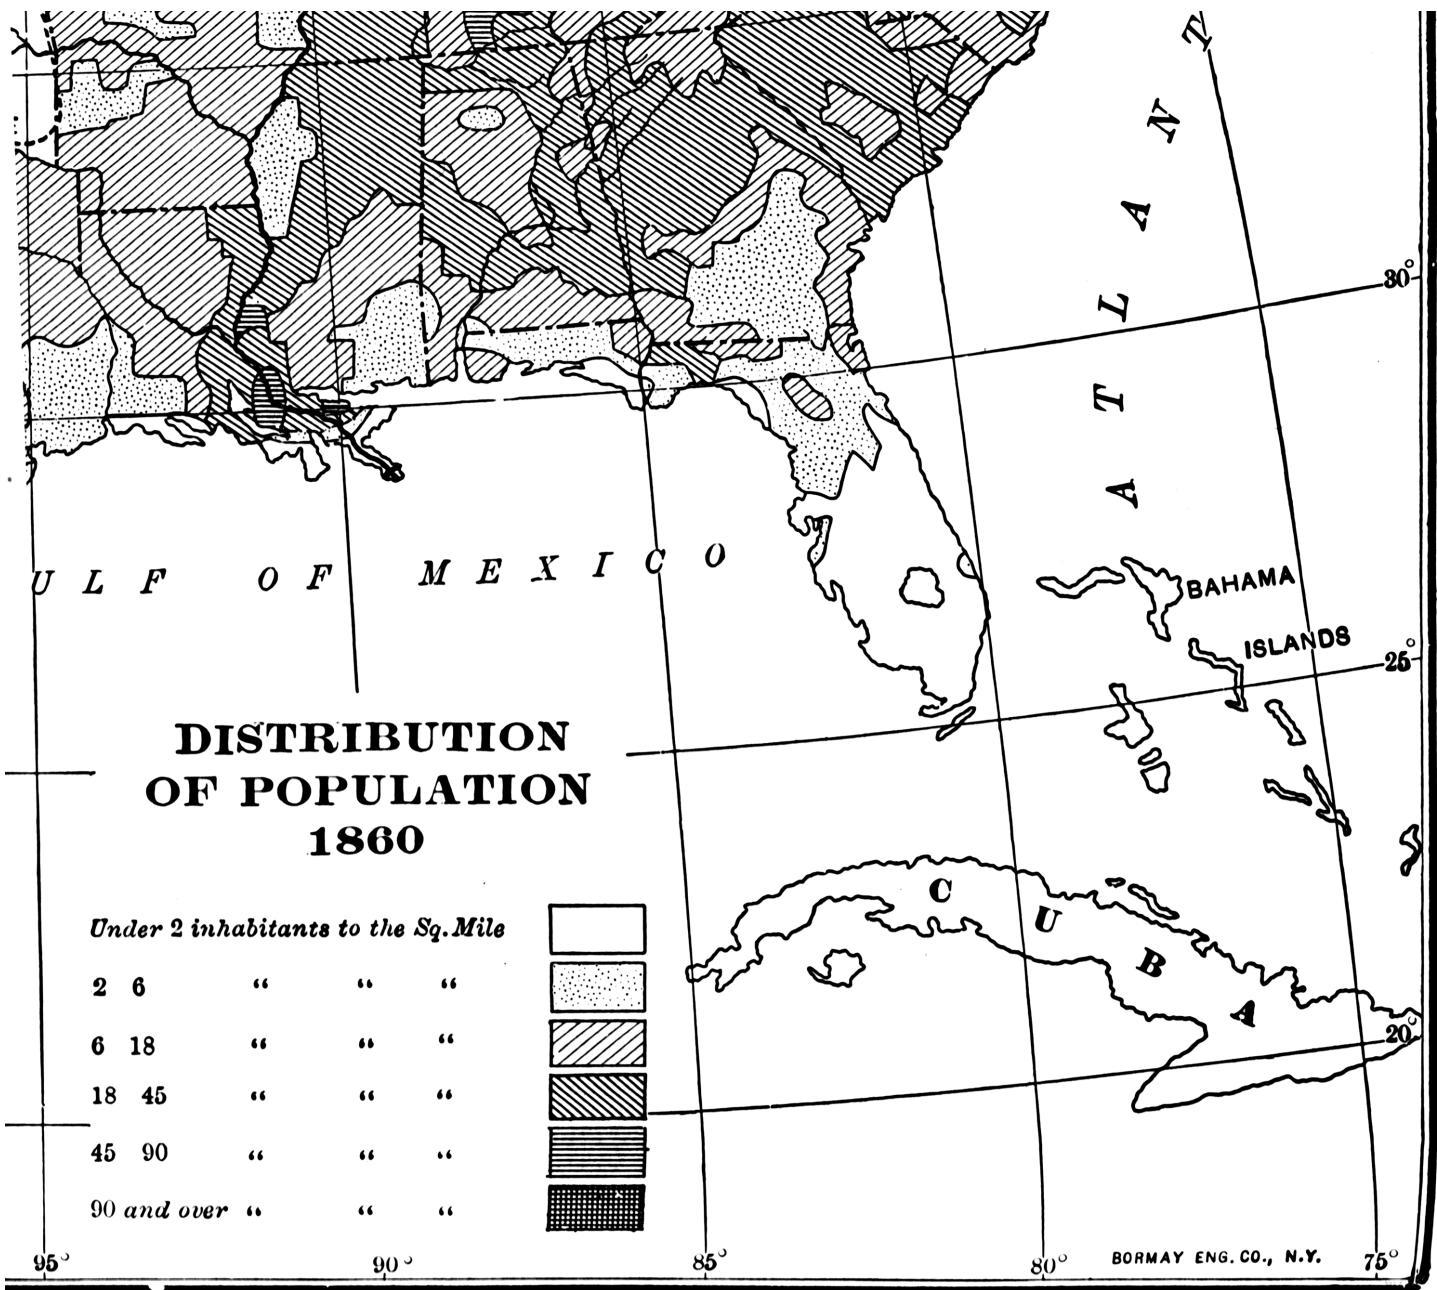 ATLANT
30°
BAHAMA
ISLANDS
25°
ULF OF MEXICO
DISTRIBUTION
OF POPULATION
1860
CUBA
20°
Under 2 inhabitants to the Sq. Mile
2 6 “ “ “
6 18 “ “ “
18 45 “ “ “
45 90 “ “ “
90 and over “ “ “
95° 90° 85° 80° 75°
BORMAY ENG. CO., N.Y.